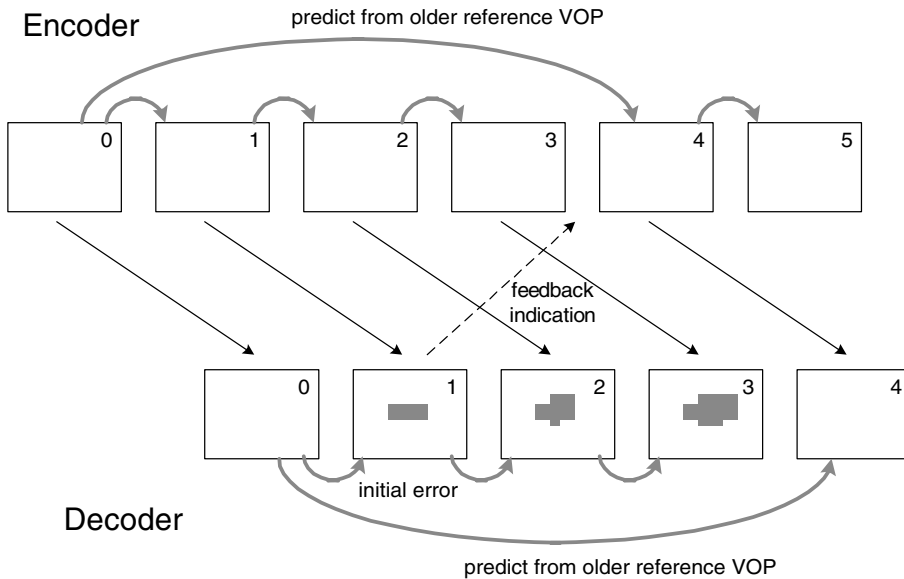 predict from older reference VOP
Encoder
0
1
2
3
4
5
feedback
indication
0
1
2
3
4
initial error
Decoder
predict from older reference VOP